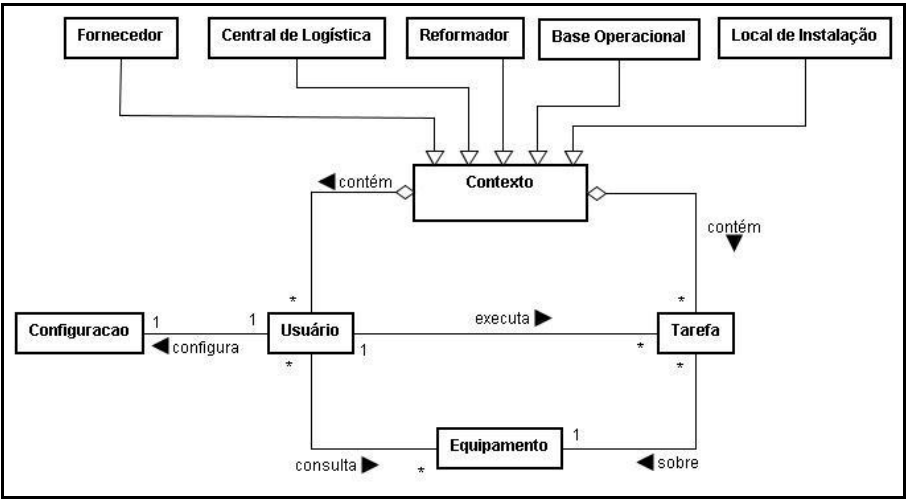 Fornecedor
Central de Logística
Reformador
Base Operacional
Local de Instalação
Contexto
contém
contém
*
*
executa
Configuracao
1
1
Usuário
1
*
Tarefa
configura
*
*
Equipamento
1
consulta
*
sobre